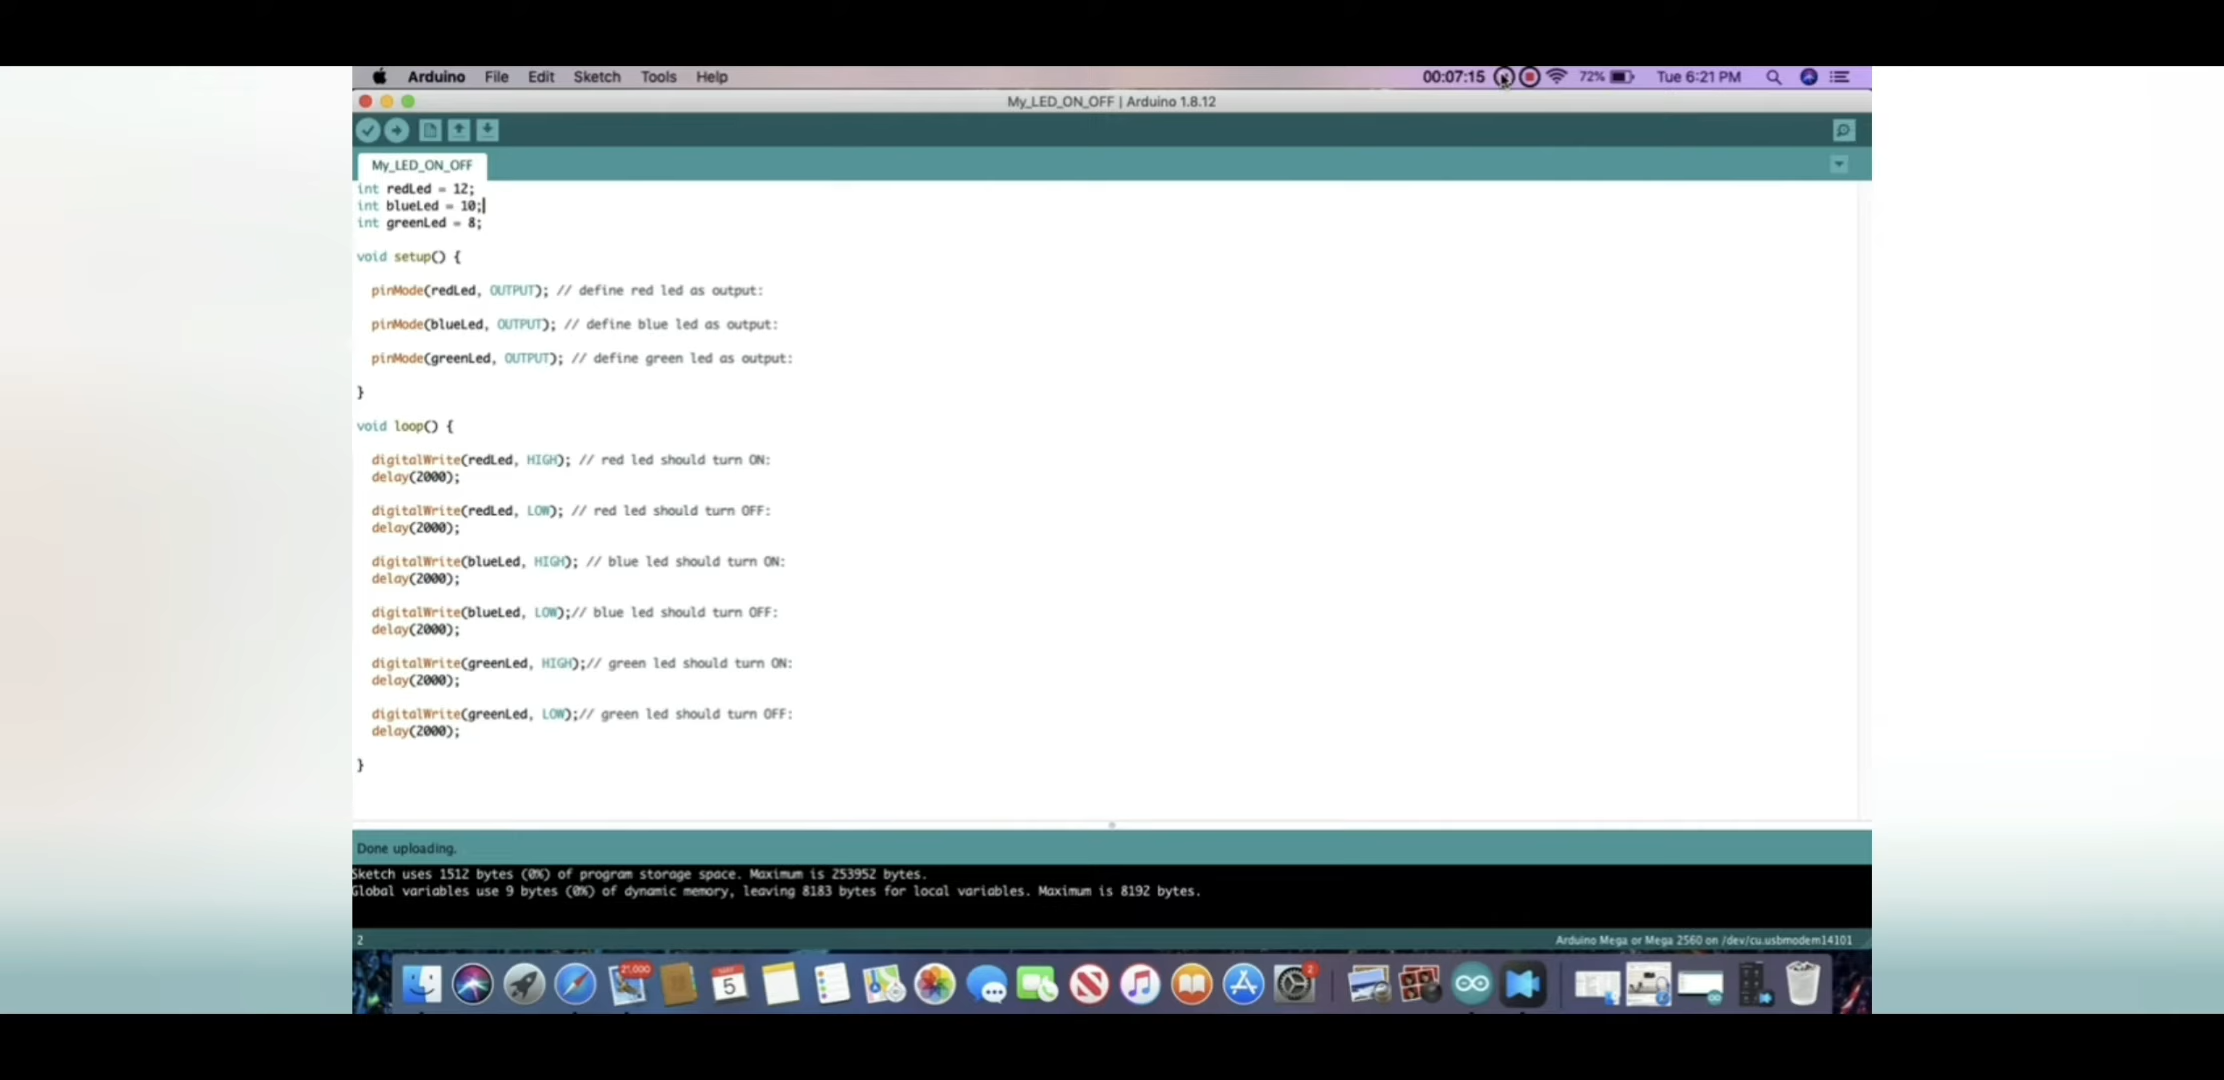 Arduino File Edit Sketch Tools Help 00:07:15 72% Tue 6:21 PM
My_LED_ON_OFF | Arduino 1.8.12
My_LED_ON_OFF
int redLed = 12;
int blueLed = 10;
int greenLed = 8;
void setup() {
pinMode(redLed, OUTPUT); // define red led as output:
pinMode(blueLed, OUTPUT); // define blue led as output:
pinMode(greenLed, OUTPUT); // define green led as output:
}
void loop() {
digitalWrite(redLed, HIGH); // red led should turn ON:
delay(2000);
digitalWrite(redLed, LOW); // red led should turn OFF:
delay(2000);
digitalWrite(blueLed, HIGH); // blue led should turn ON:
delay(2000);
digitalWrite(blueLed, LOW);// blue led should turn OFF:
delay(2000);
digitalWrite(greenLed, HIGH);// green led should turn ON:
delay(2000);
digitalWrite(greenLed, LOW);// green led should turn OFF:
delay(2000);
}
Done uploading.
Sketch uses 1512 bytes (0%) of program storage space. Maximum is 253952 bytes.
Global variables use 9 bytes (0%) of dynamic memory, leaving 8183 bytes for local variables. Maximum is 8192 bytes.
2 Arduino Mega or Mega 2560 on /dev/cu.usbmodem14101
5
2